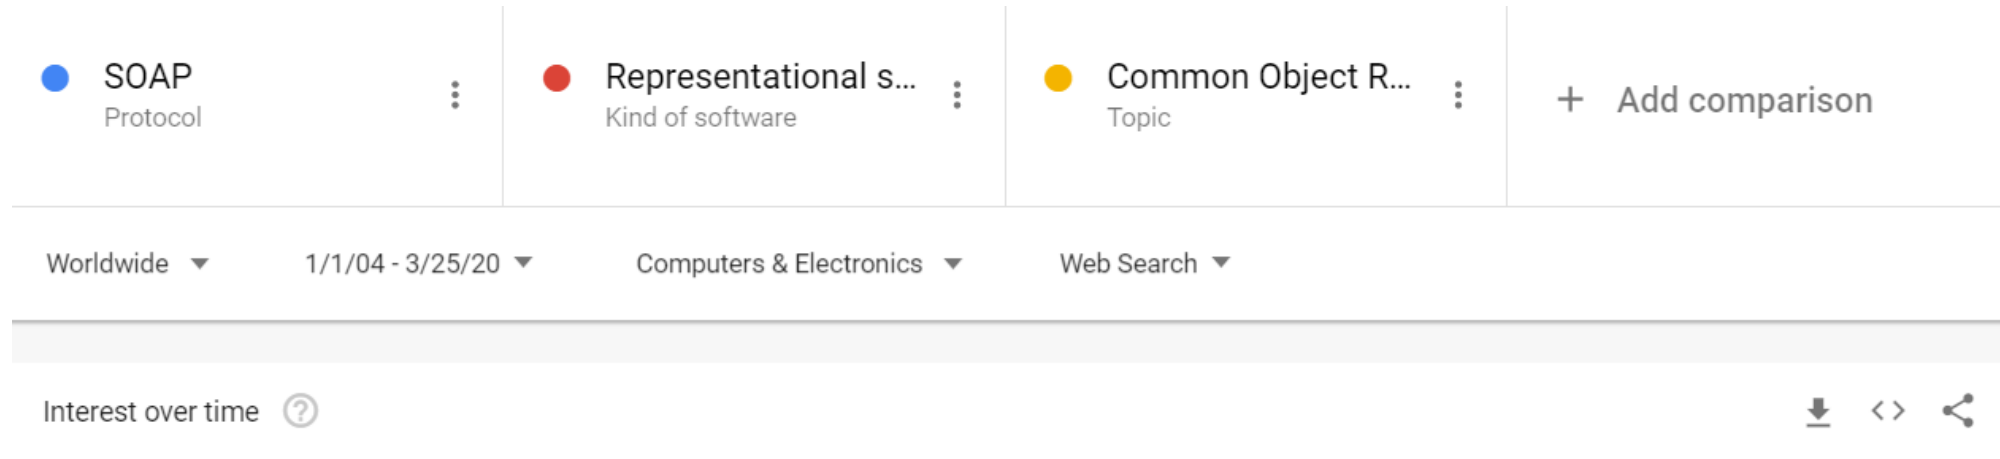 SOAP
Protocol
Representational s...
Kind of software
Common Object R...
Topic
+ Add comparison
Worldwide
1/1/04 - 3/25/20
Computers & Electronics
Web Search
Interest over time ?